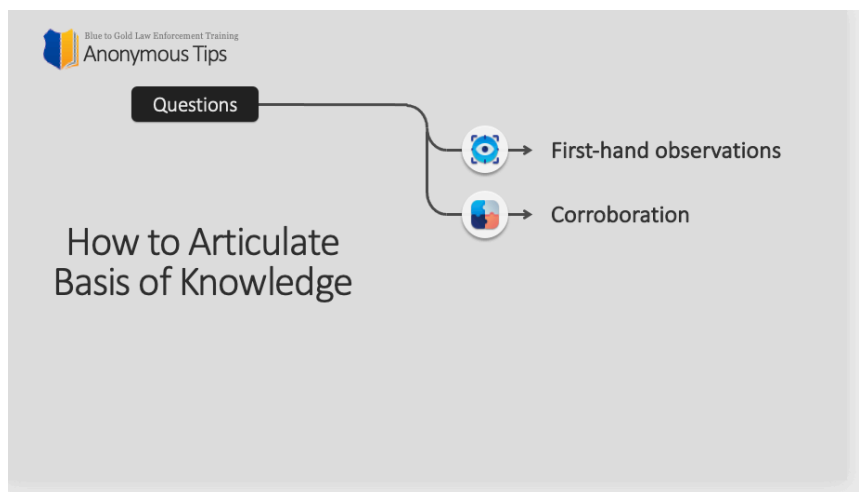 Blue to Gold Law Enforcement Training
Anonymous Tips
Questions
First-hand observations
Corroboration
How to Articulate
Basis of Knowledge